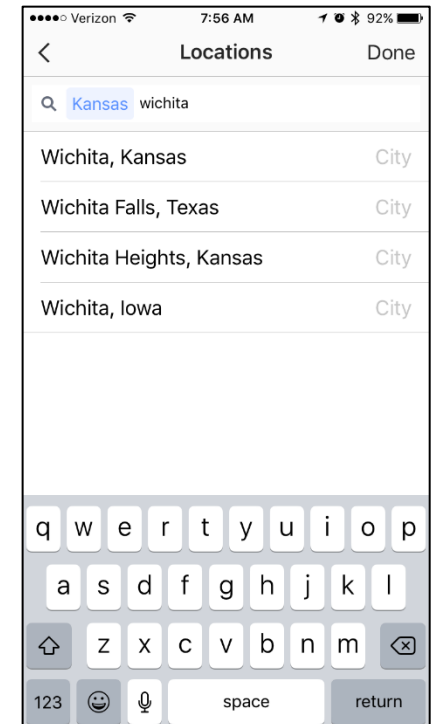 Verizon 7:56 AM 92%
Locations Done
Kansas wichita
Wichita, Kansas City
Wichita Falls, Texas City
Wichita Heights, Kansas City
Wichita, Iowa City
q w e r t y u i o p
a s d f g h j k l
z x c v b n m
123 space return